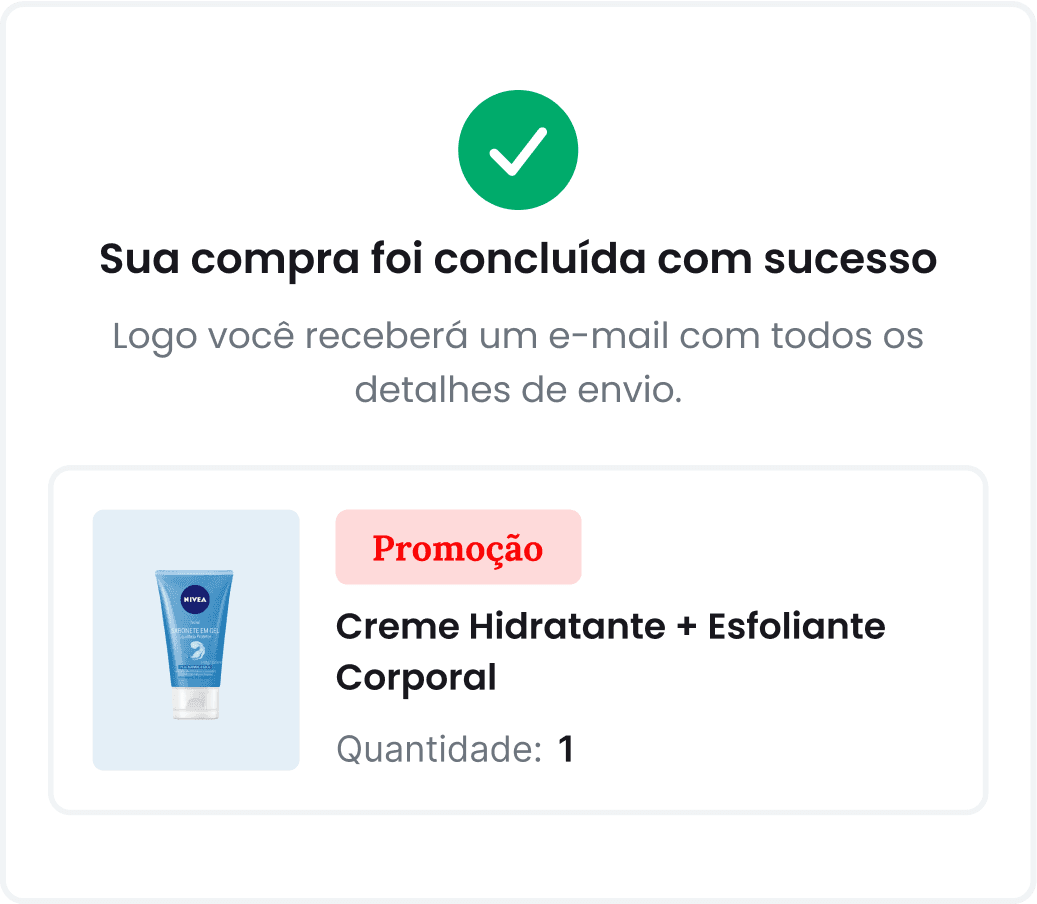 Sua compra foi concluída com sucesso
Logo você receberá um e-mail com todos os
detalhes de envio.
Promoção
NIVEA
SABONETE EM GEL
Creme Hidratante + Esfoliante
Corporal
Quantidade: 1